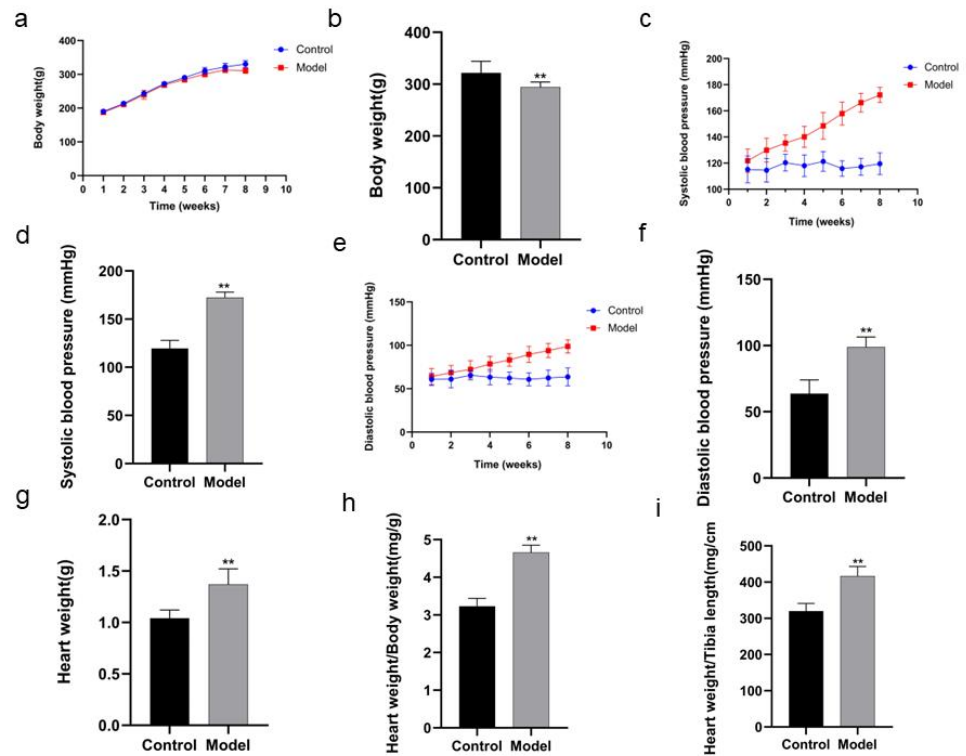 a
Body weight(g)
400
300
200
100
0
0 1 2 3 4 5 6 7 8 9 10
Time (weeks)
Control
Model
b
Body weight(g)
400
300
200
100
0
**
Control Model
c
Systolic blood pressure (mmHg)
200
180
160
140
120
100
0 2 4 6 8 10
Time (weeks)
Control
Model
d
Systolic blood pressure (mmHg)
200
150
100
50
0
**
Control Model
e
Diastolic blood pressure (mmHg)
150
100
50
0
0 2 4 6 8 10
Time (weeks)
Control
Model
f
Diastolic blood pressure (mmHg)
150
100
50
0
**
Control Model
g
Heart weight(g)
2.0
1.5
1.0
0.5
0.0
**
Control Model
h
Heart weight/Body weight(mg/g)
5
4
3
2
1
0
**
Control Model
i
Heart weight/Tibia length(mg/cm
500
400
300
200
100
0
**
Control Model